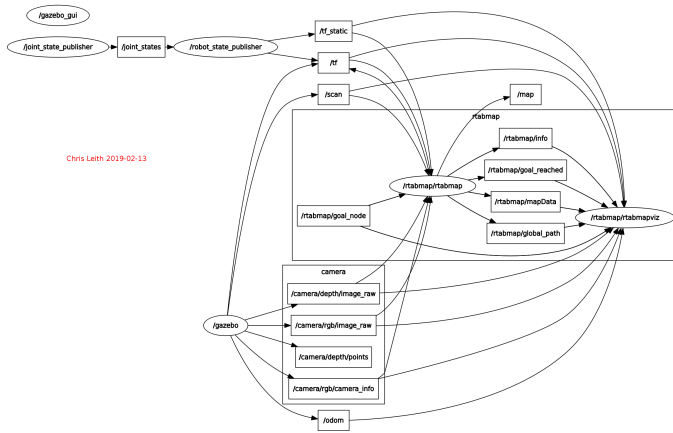 /gazebo_gui
/joint_state_publisher
/joint_states
/robot_state_publisher
/tf_static
/tf
/scan
/map
rtabmap
/rtabmap/info
/rtabmap/goal_reached
/rtabmap/rtabmap
/rtabmap/mapData
/rtabmap/goal_node
/rtabmap/rtabmapviz
/rtabmap/global_path
Chris Leith 2019-02-13
camera
/camera/depth/image_raw
/gazebo
/camera/rgb/image_raw
/camera/depth/points
/camera/rgb/camera_info
/odom